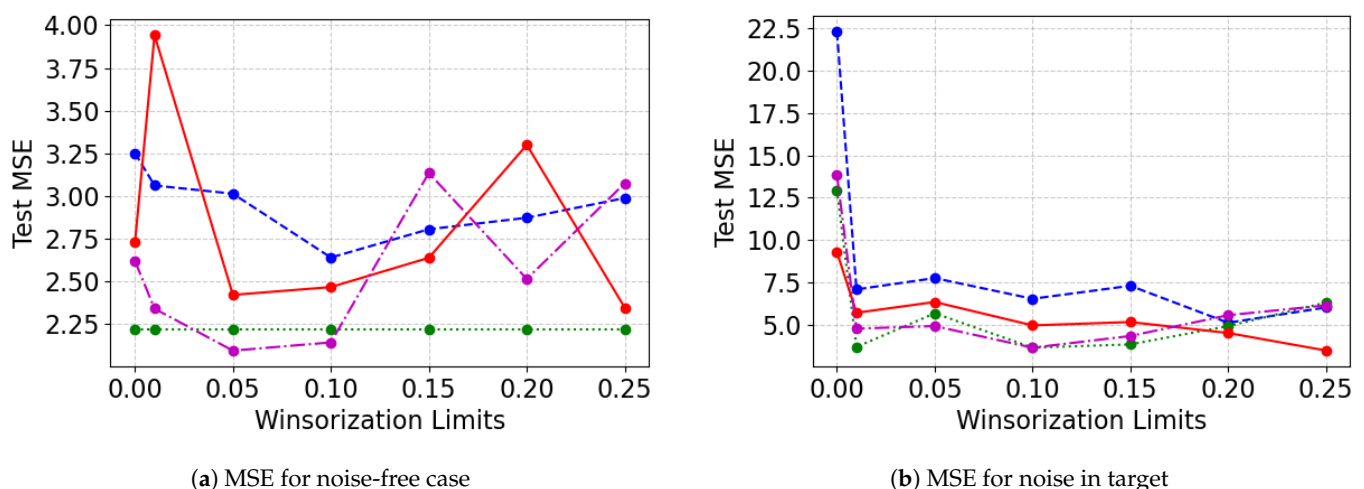 4.00
3.75
3.50
3.25
3.00
2.75
2.50
2.25
Test MSE
0.00 0.05 0.10 0.15 0.20 0.25
Winsorization Limits
(a) MSE for noise-free case
22.5
20.0
17.5
15.0
12.5
10.0
7.5
5.0
Test MSE
0.00 0.05 0.10 0.15 0.20 0.25
Winsorization Limits
(b) MSE for noise in target